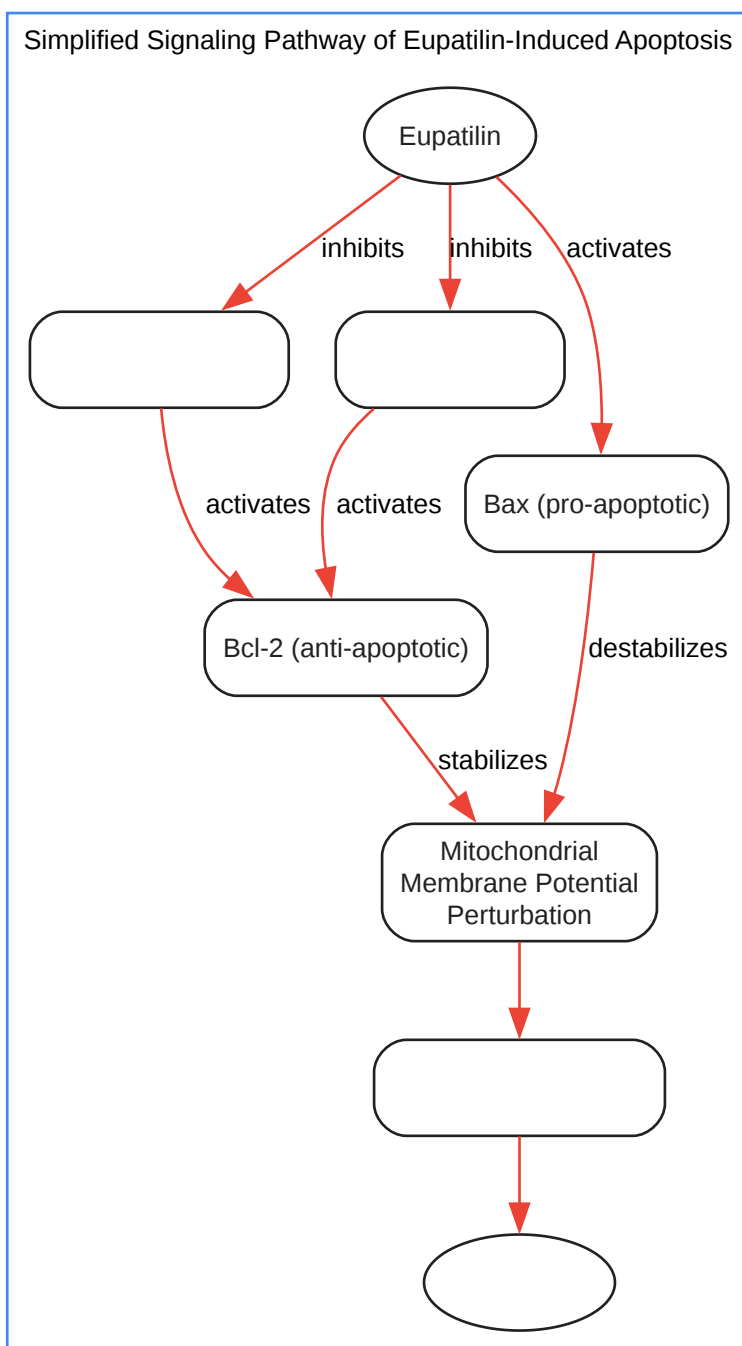 Simplified Signaling Pathway of Eupatilin-Induced Apoptosis
Eupatilin
inhibits
inhibits
activates
activates
activates
Bax (pro-apoptotic)
Bcl-2 (anti-apoptotic)
destabilizes
stabilizes
Mitochondrial
Membrane Potential
Perturbation